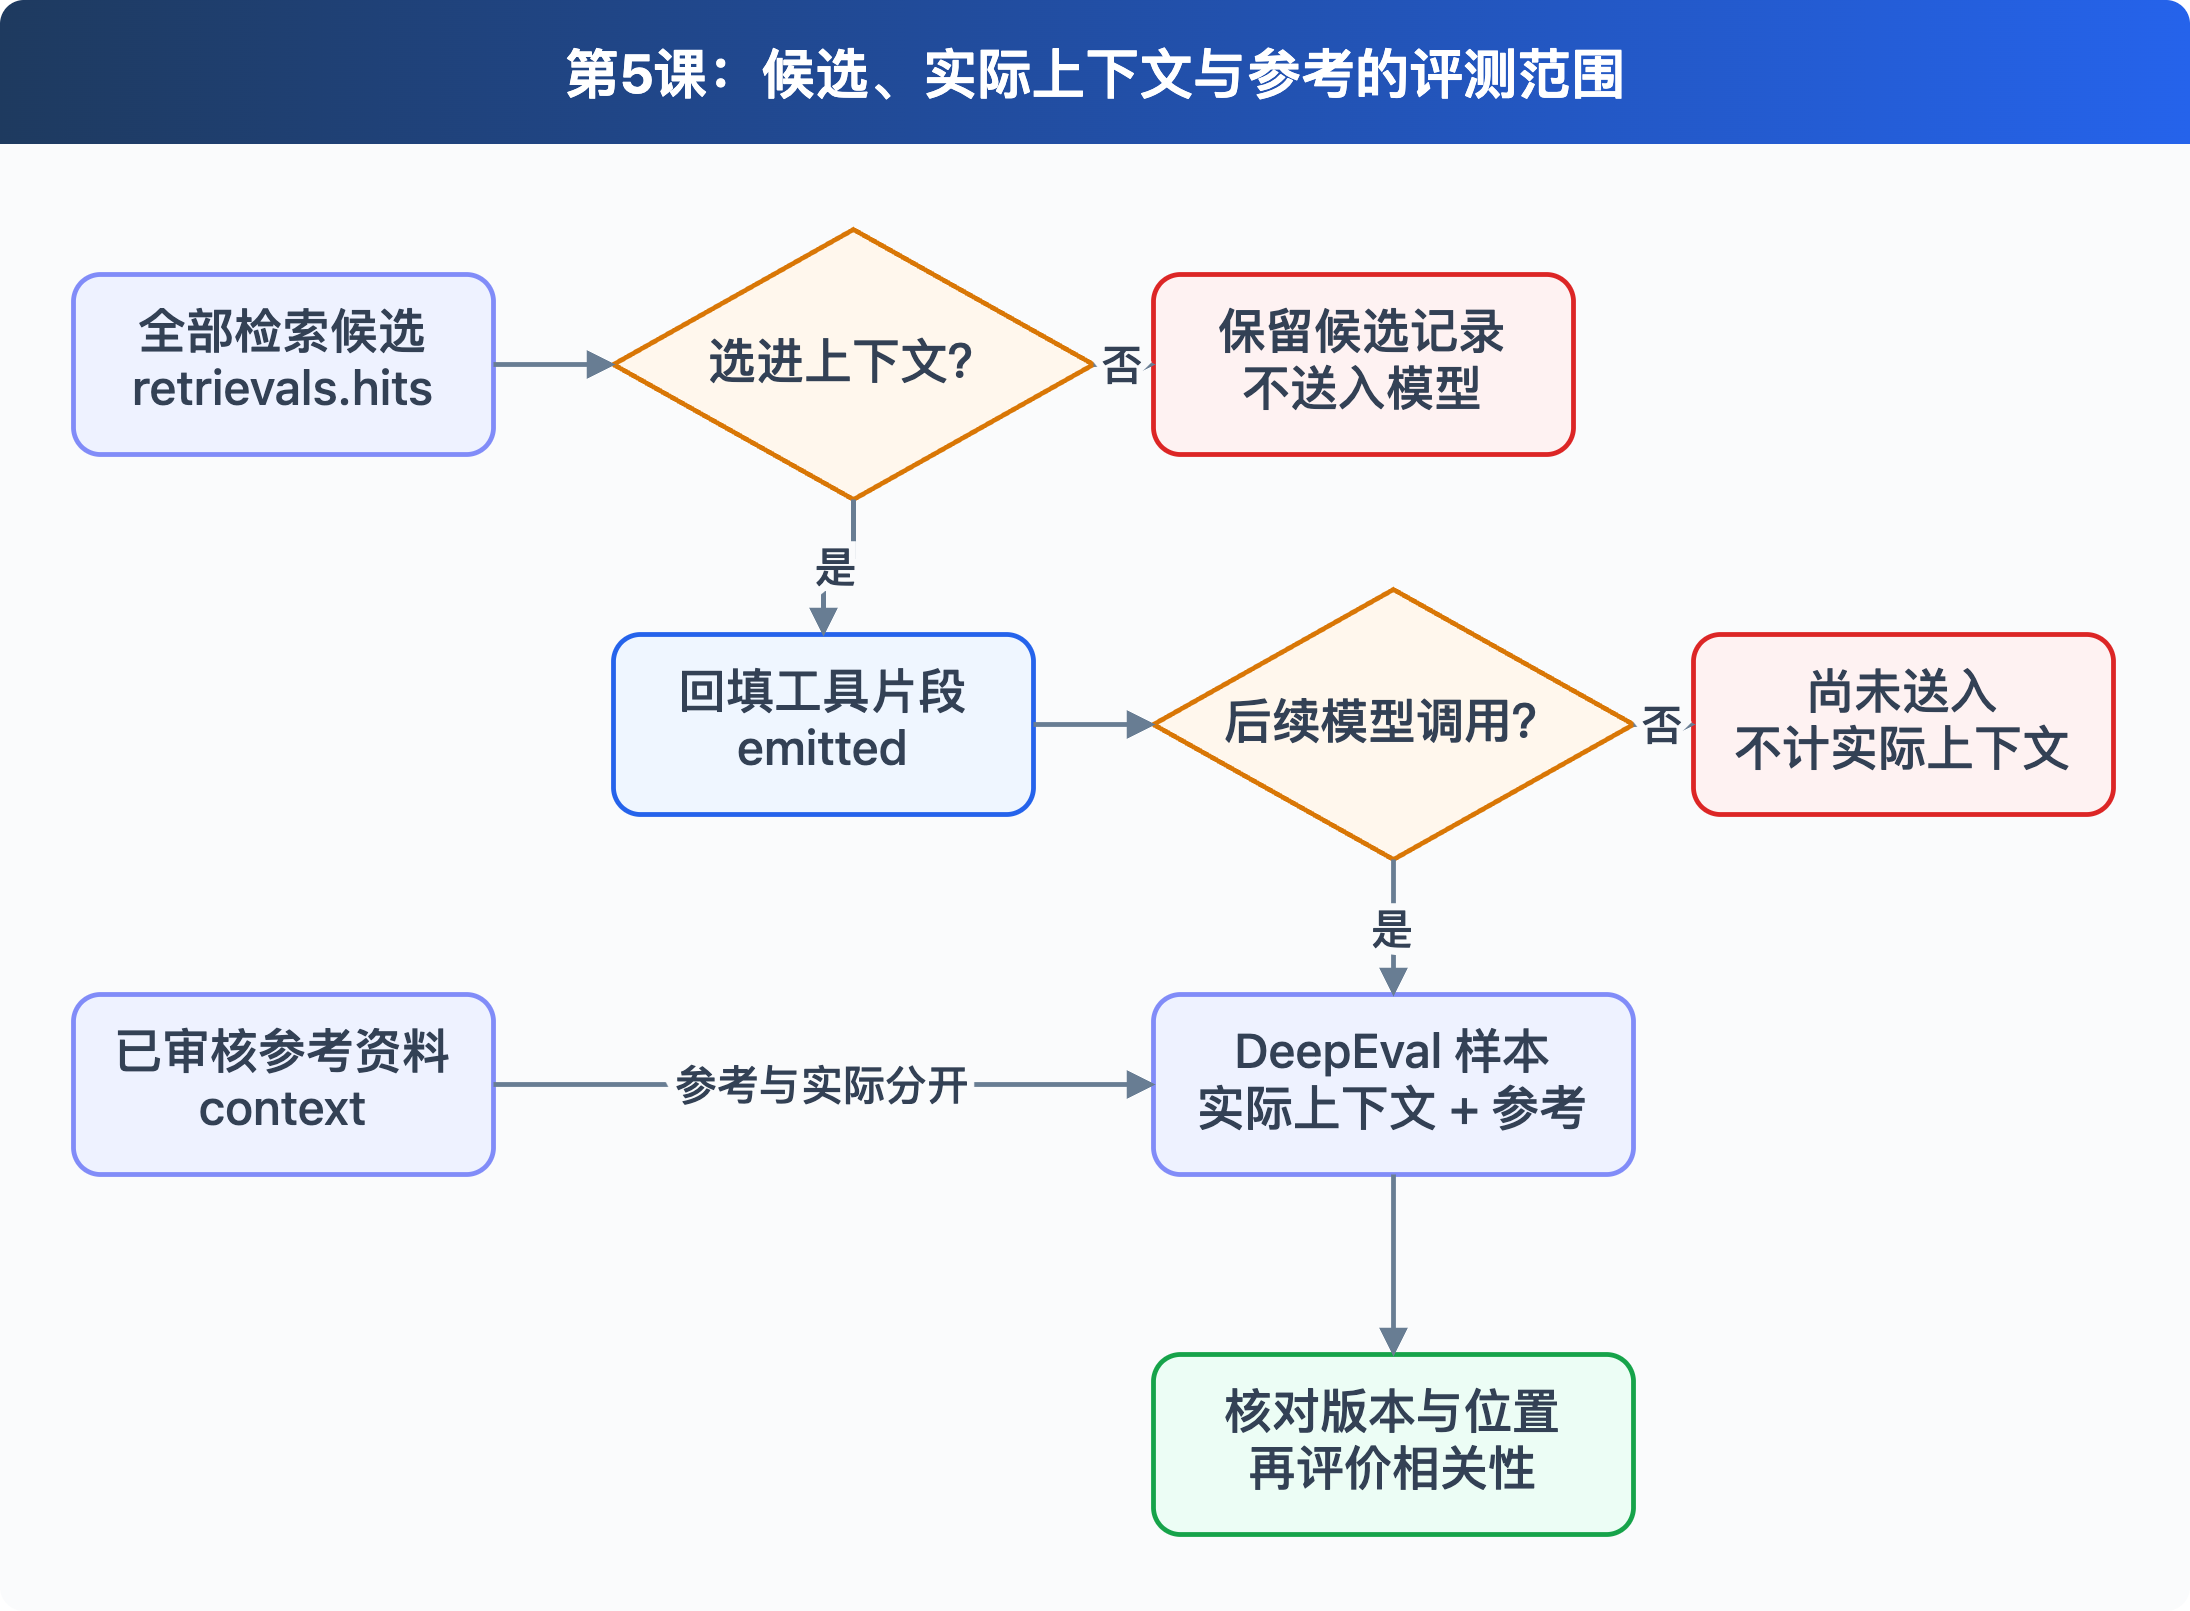 第5课：候选、实际上下文与参考的评测范围
全部检索候选
retrievals.hits
选进上下文?
否
保留候选记录
不送入模型
是
回填工具片段
emitted
后续模型调用?
否
尚未送入
不计实际上下文
是
已审核参考资料
context
参考与实际分开
DeepEval 样本
实际上下文 + 参考
核对版本与位置
再评价相关性